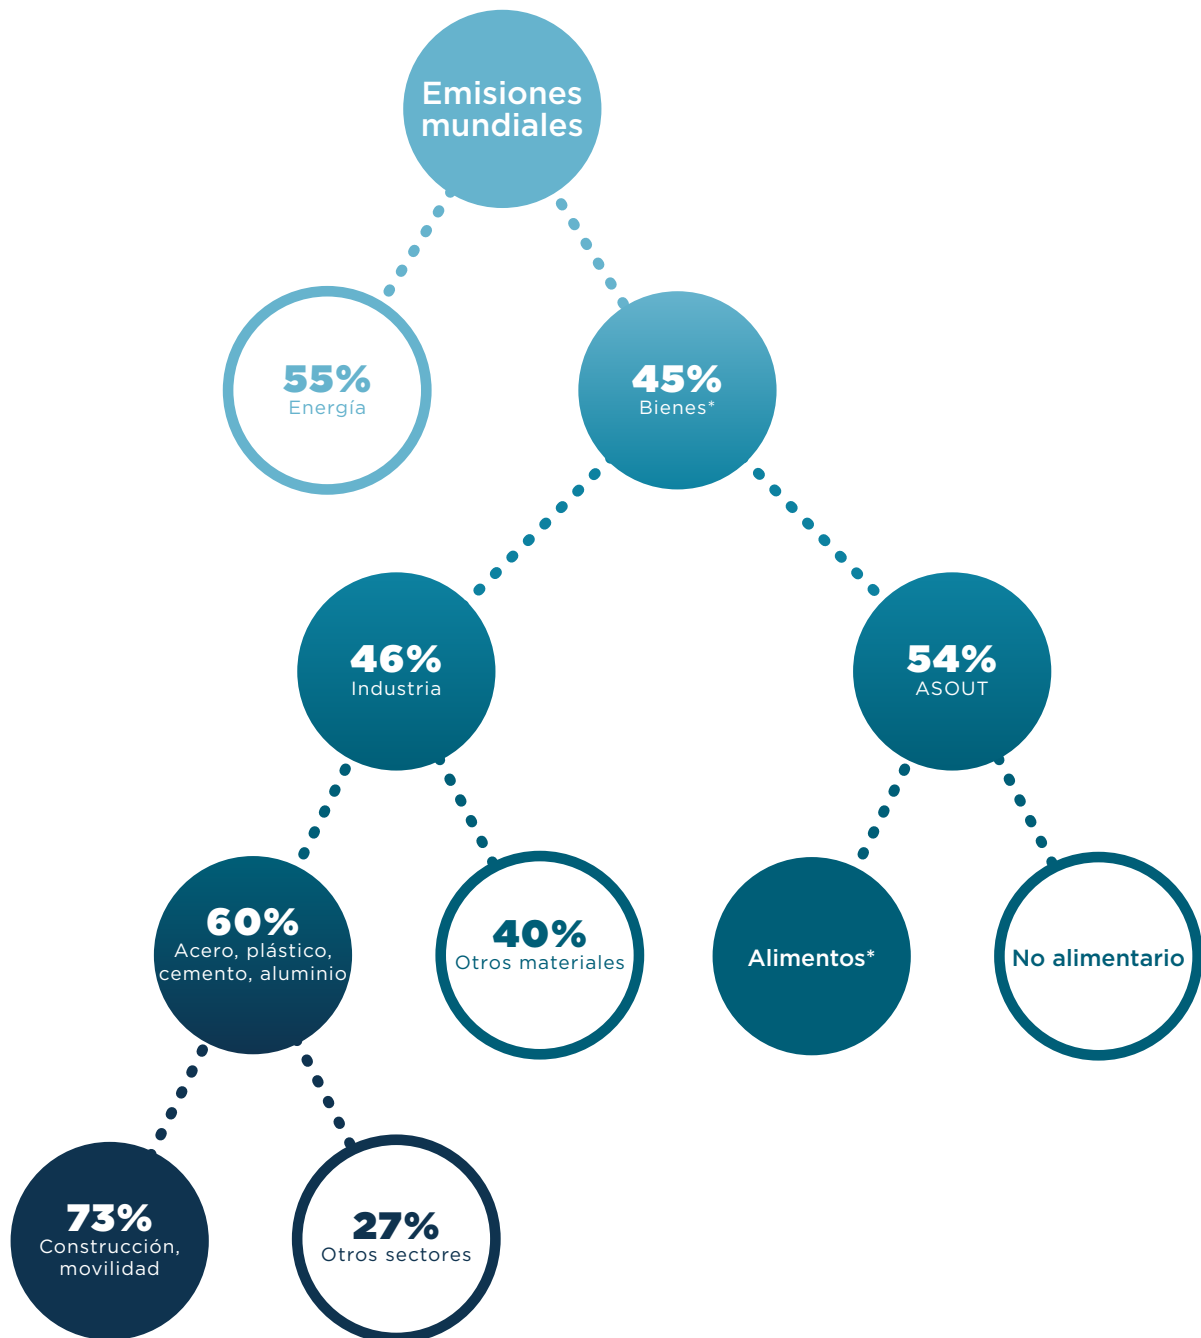 Emisiones
mundiales
55%
Energía
45%
Bienes*
46%
Industria
54%
ASOUT
60%
Acero, plástico,
cemento, aluminio
40%
Otros materiales
Alimentos*
No alimentario
73%
Construcción,
movilidad
27%
Otros sectores